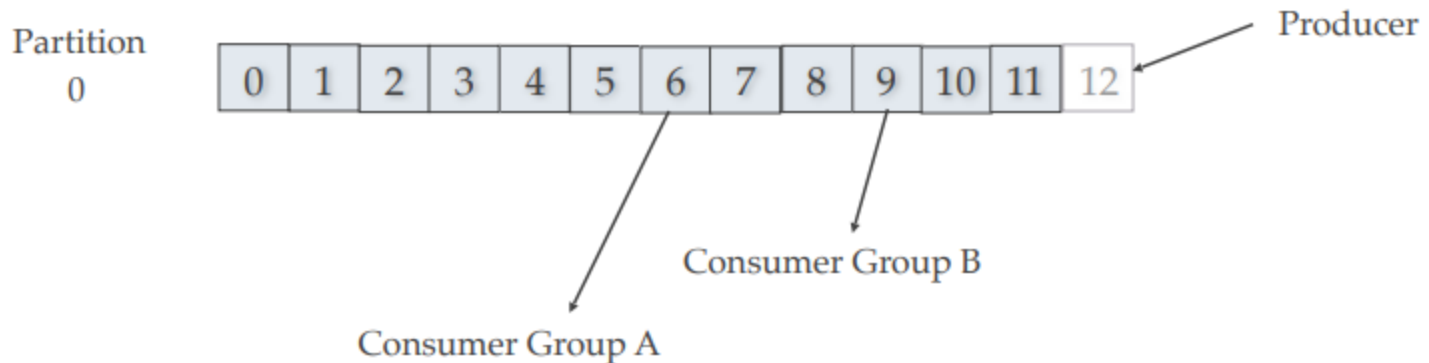 Producer
Partition
0
0 1 2 3 4 5 6 7 8 9 10 11 12
Consumer Group B
Consumer Group A